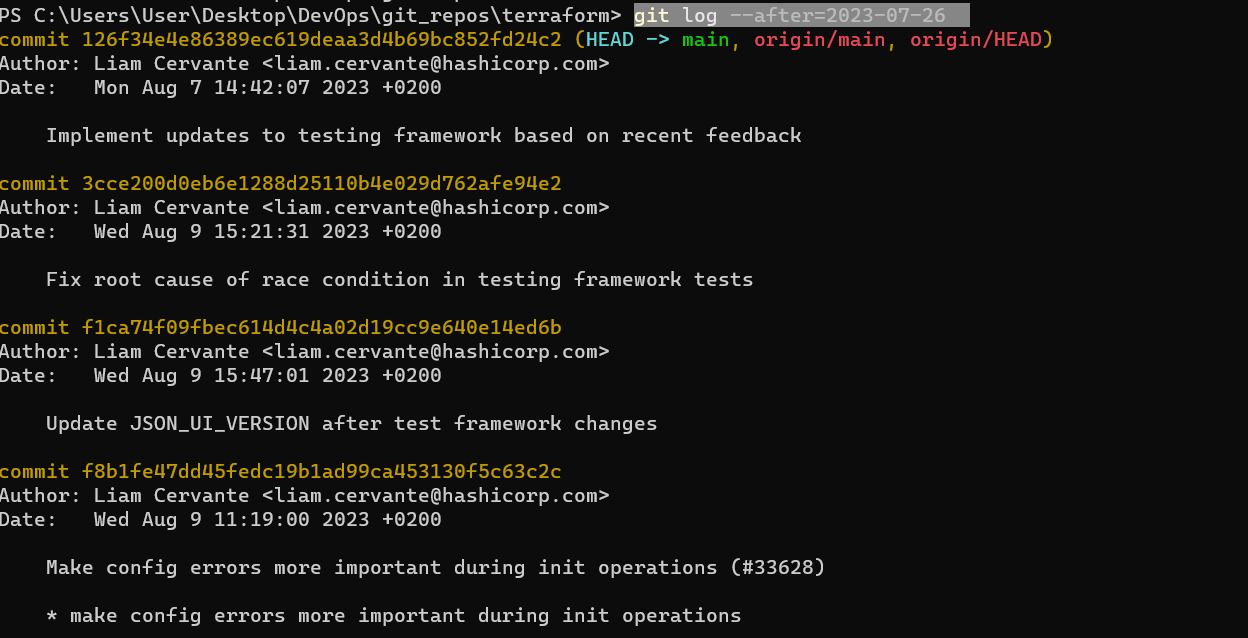 PS C:\Users\User\Desktop\DevOps\git_repos\terraform> git log --after=2023-07-26
commit 126f34e4e86389ec619deaa3d4b69bc852fd24c2 (HEAD -> main, origin/main, origin/HEAD)
Author: Liam Cervante <liam.cervante@hashicorp.com>
Date:   Mon Aug 7 14:42:07 2023 +0200
Implement updates to testing framework based on recent feedback
commit 3cce200d0eb6e1288d25110b4e029d762afe94e2
Author: Liam Cervante <liam.cervante@hashicorp.com>
Date:   Wed Aug 9 15:21:31 2023 +0200
Fix root cause of race condition in testing framework tests
commit f1ca74f09fbec614d4c4a02d19cc9e640e14ed6b
Author: Liam Cervante <liam.cervante@hashicorp.com>
Date:   Wed Aug 9 15:47:01 2023 +0200
Update JSON_UI_VERSION after test framework changes
commit f8b1fe47dd45fedc19b1ad99ca453130f5c63c2c
Author: Liam Cervante <liam.cervante@hashicorp.com>
Date:   Wed Aug 9 11:19:00 2023 +0200
Make config errors more important during init operations (#33628)
* make config errors more important during init operations